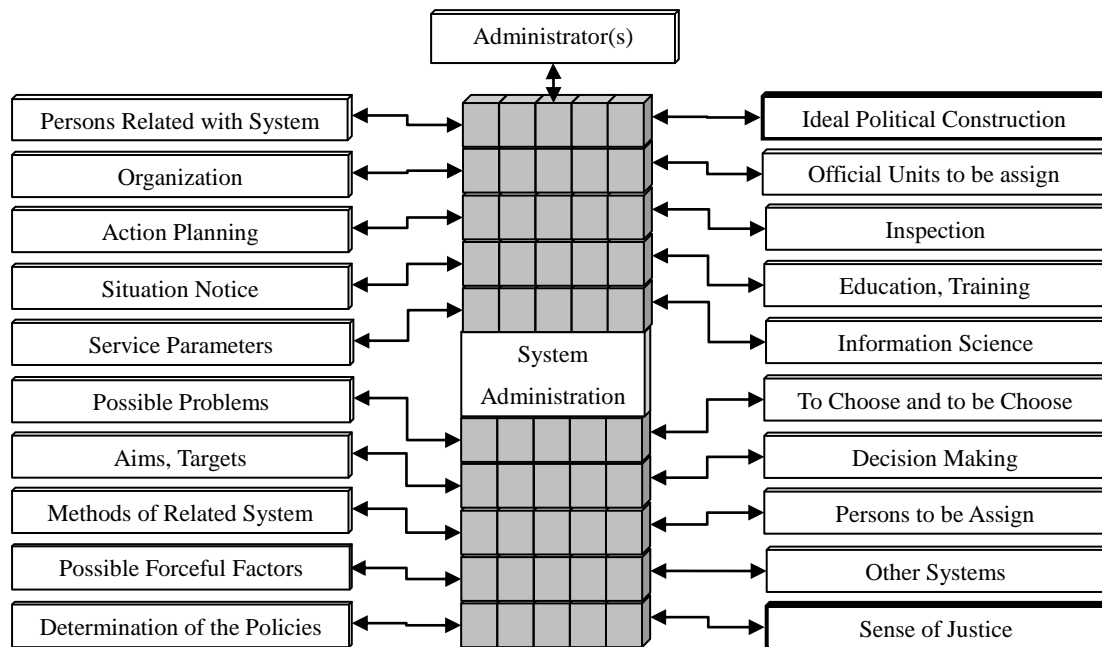 Administrator(s)
Persons Related with System
Organization
Action Planning
Situation Notice
Service Parameters
Possible Problems
Aims, Targets
Methods of Related System
Possible Forceful Factors
Determination of the Policies
System
Administration
Ideal Political Construction
Official Units to be assign
Inspection
Education, Training
Information Science
To Choose and to be Choose
Decision Making
Persons to be Assign
Other Systems
Sense of Justice